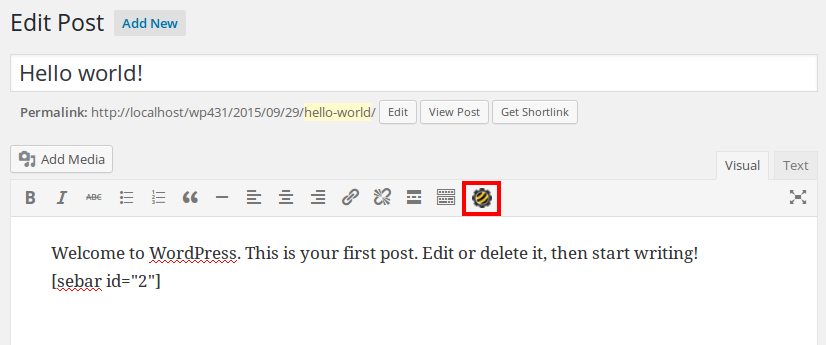 Edit Post Add New
Hello world!
Permalink: http://localhost/wp431/2015/09/29/hello-world/ Edit View Post Get Shortlink
Add Media Visual Text
B I ABC
Welcome to WordPress. This is your first post. Edit or delete it, then start writing!
[sebar id="2"]